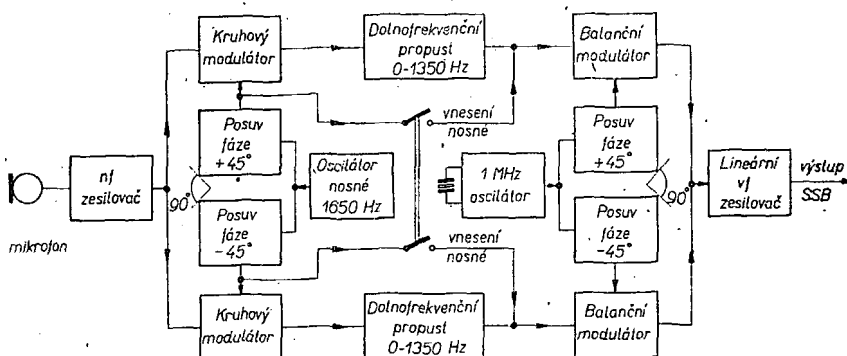 Kruhový
modulátor
Dolnofrekvenční
propust
0-1350 Hz
Balanční
modulátor
vnesení
nosné
Posuv
fáze
+45°
Posuv
fáze
+45°
nf
zesilovač
90°
Oscilátor
nosné
1650 Hz
1 MHz
oscilátor
90°
Lineární
vf
zesilovač
výstup
SSB
mikrofon
Posuv
fáze
-45°
vnesení
nosné
Posuv
fáze
-45°
Kruhový
modulátor
Dolnofrekvenční
propust
0-1350 Hz
Balanční
modulátor